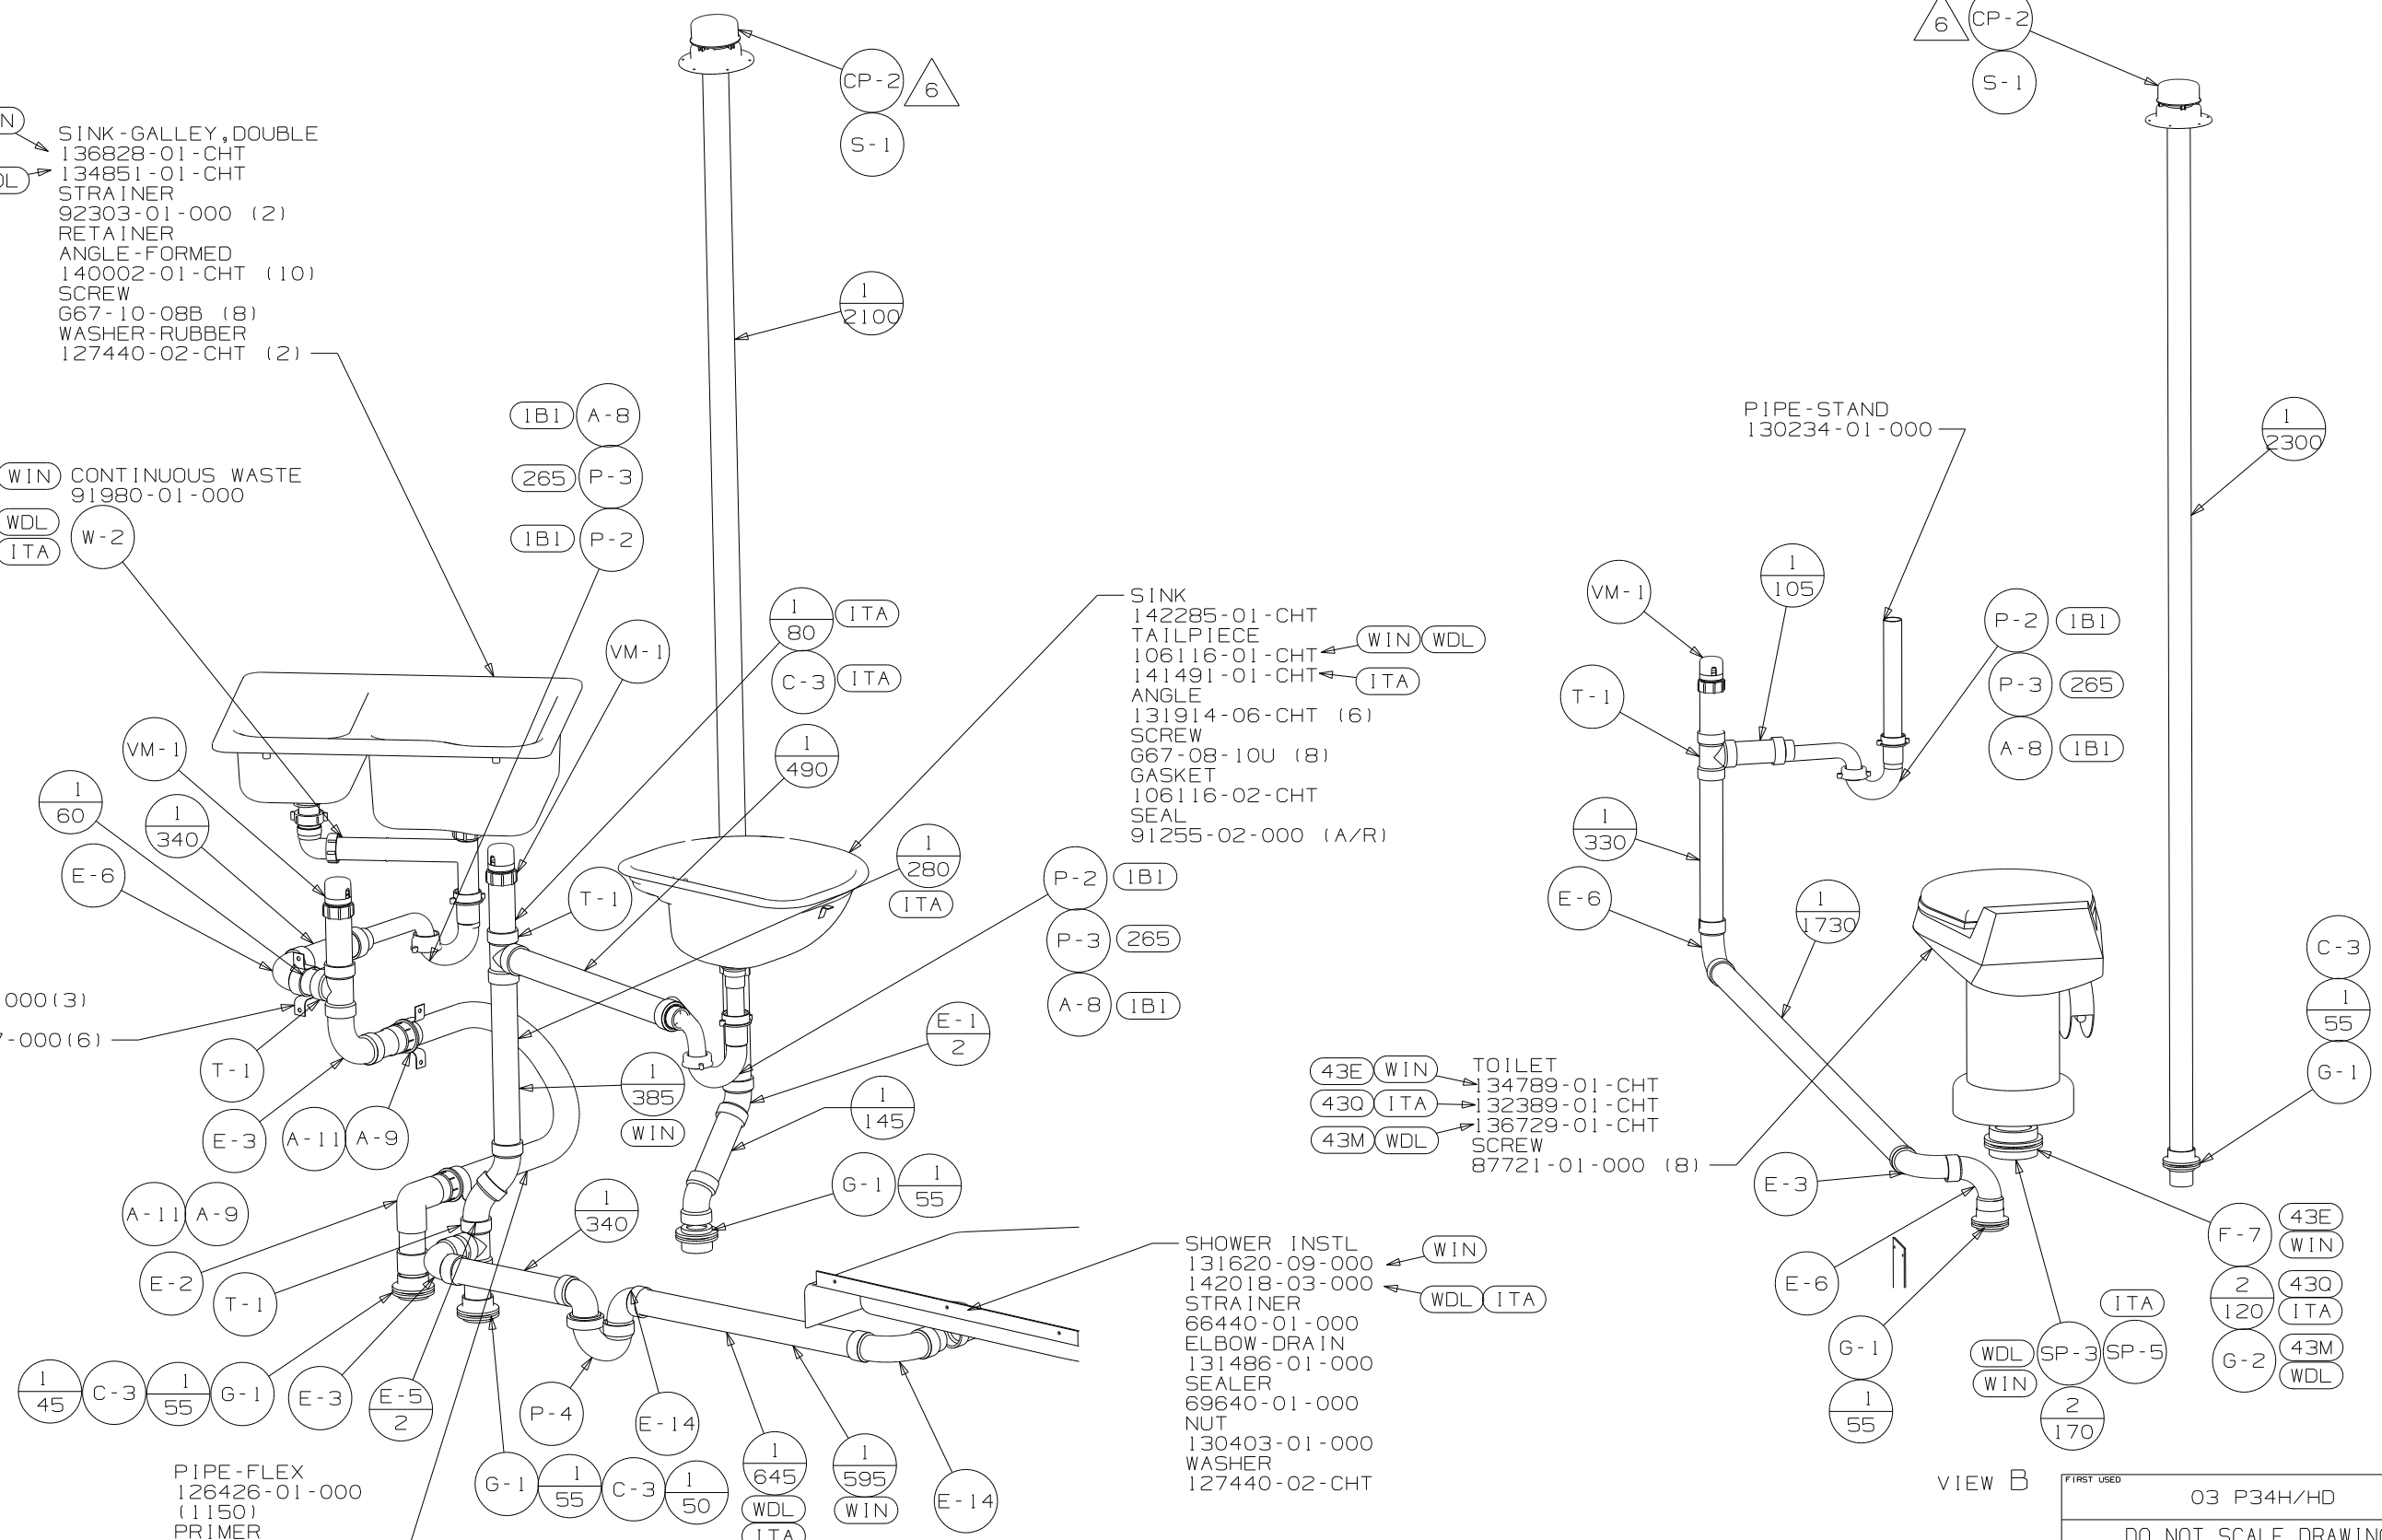 CP-2
6
S-1
6
CP-2
S-1
N
SINK-GALLEY,DOUBLE
136828-01-CHT
134851-01-CHT
STRAINER
92303-01-000 (2)
RETAINER
ANGLE-FORMED
140002-01-CHT (10)
SCREW
G67-10-08B (8)
WASHER-RUBBER
127440-02-CHT (2)
DL
1
2100
1B1 A-8
265 P-3
1B1 P-2
WIN CONTINUOUS WASTE
91980-01-000
WDL
ITA
W-2
PIPE-STAND
130234-01-000
1
2300
1
80
ITA
C-3 ITA
VM-1
1
490
SINK
142285-01-CHT
TAILPIECE
106116-01-CHT WIN WDL
141491-01-CHT ITA
ANGLE
131914-06-CHT (6)
SCREW
G67-08-10U (8)
GASKET
106116-02-CHT
SEAL
91255-02-000 (A/R)
VM-1
1
105
P-2 1B1
P-3 265
A-8 1B1
T-1
1
330
E-6
1
1730
VM-1
1
60
1
340
E-6
T-1
1
280
ITA
P-2 1B1
P-3 265
A-8 1B1
000(3)
7-000(6)
T-1
E-3
A-11 A-9
1
385
WIN
E-1
2
1
145
G-1
1
55
C-3
1
55
G-1
43E WIN
43Q ITA
43M WDL
TOILET
134789-01-CHT
132389-01-CHT
136729-01-CHT
SCREW
87721-01-000 (8)
A-11 A-9
E-2
T-1
1
340
E-3
E-6
G-1
1
55
F-7
43E
WIN
2
120
43Q
ITA
G-2
43M
WDL
ITA
WDL
WIN
SP-3 SP-5
2
170
SHOWER INSTL
131620-09-000 WIN
142018-03-000 WDL ITA
STRAINER
66440-01-000
ELBOW-DRAIN
131486-01-000
SEALER
69640-01-000
NUT
130403-01-000
WASHER
127440-02-CHT
1
45
C-3
1
55
G-1
E-3
E-5
2
P-4
E-14
G-1
1
55
C-3
1
50
1
645
WDL
ITA
1
595
WIN
E-14
PIPE-FLEX
126426-01-000
(1150)
PRIMER
VIEW B
FIRST USED
03 P34H/HD
DO NOT SCALE DRAWING